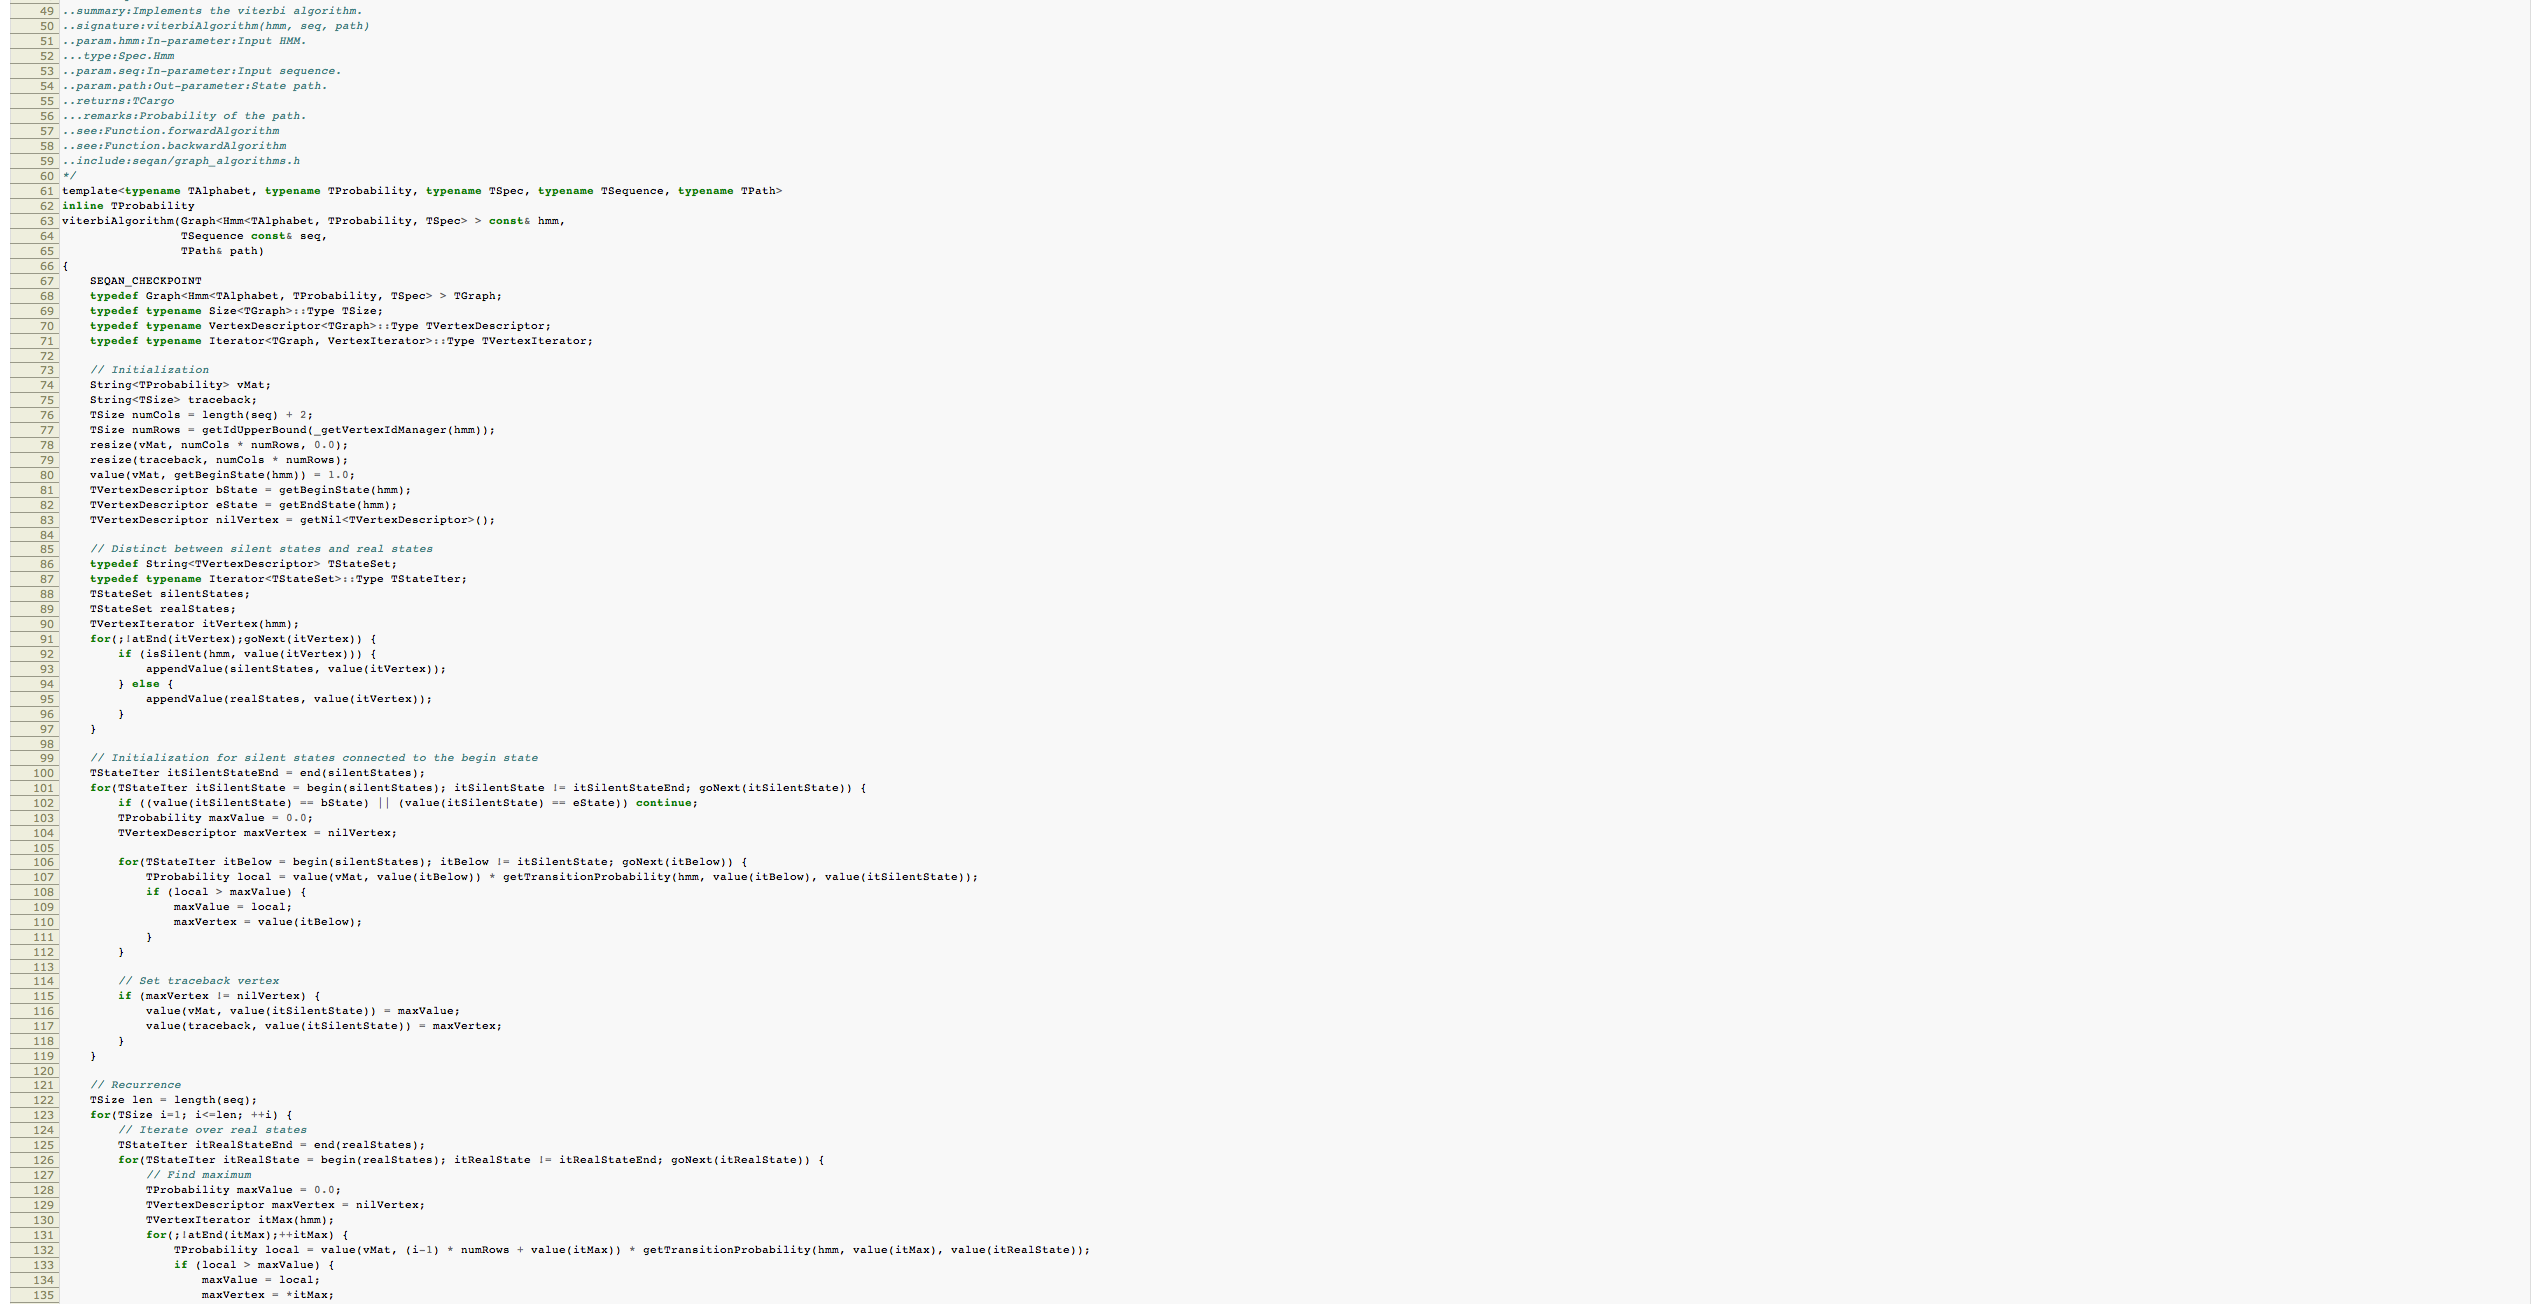 49 ..summary:Implements the viterbi algorithm.
50 ..signature:viterbiAlgorithm(hmm, seq, path)
51 ..param.hmm:In-parameter:Input HMM.
52 ...type:Spec.Hmm
53 ..param.seq:In-parameter:Input sequence.
54 ..param.path:Out-parameter:State path.
55 ..returns:TCargo
56 ...remarks:Probability of the path.
57 ..see:Function.forwardAlgorithm
58 ..see:Function.backwardAlgorithm
59 ..include:seqan/graph_algorithms.h
60 */
61 template<typename TAlphabet, typename TProbability, typename TSpec, typename TSequence, typename TPath>
62 inline TProbability
63 viterbiAlgorithm(Graph<Hmm<TAlphabet, TProbability, TSpec> > const& hmm,
64                  TSequence const& seq,
65                  TPath& path)
66 {
67     SEQAN_CHECKPOINT
68     typedef Graph<Hmm<TAlphabet, TProbability, TSpec> > TGraph;
69     typedef typename Size<TGraph>::Type TSize;
70     typedef typename VertexDescriptor<TGraph>::Type TVertexDescriptor;
71     typedef typename Iterator<TGraph, VertexIterator>::Type TVertexIterator;
72
73     // Initialization
74     String<TProbability> vMat;
75     String<TSize> traceback;
76     TSize numCols = length(seq) + 2;
77     TSize numRows = getIdUpperBound(_getVertexIdManager(hmm));
78     resize(vMat, numCols * numRows, 0.0);
79     resize(traceback, numCols * numRows);
80     value(vMat, getBeginState(hmm)) = 1.0;
81     TVertexDescriptor bState = getBeginState(hmm);
82     TVertexDescriptor eState = getEndState(hmm);
83     TVertexDescriptor nilVertex = getNil<TVertexDescriptor>();
84
85     // Distinct between silent states and real states
86     typedef String<TVertexDescriptor> TStateSet;
87     typedef typename Iterator<TStateSet>::Type TStateIter;
88     TStateSet silentStates;
89     TStateSet realStates;
90     TVertexIterator itVertex(hmm);
91     for(;!atEnd(itVertex);goNext(itVertex)) {
92         if (isSilent(hmm, value(itVertex))) {
93             appendValue(silentStates, value(itVertex));
94         } else {
95             appendValue(realStates, value(itVertex));
96         }
97     }
98
99     // Initialization for silent states connected to the begin state
100     TStateIter itSilentStateEnd = end(silentStates);
101     for(TStateIter itSilentState = begin(silentStates); itSilentState != itSilentStateEnd; goNext(itSilentState)) {
102         if ((value(itSilentState) == bState) || (value(itSilentState) == eState)) continue;
103         TProbability maxValue = 0.0;
104         TVertexDescriptor maxVertex = nilVertex;
105
106         for(TStateIter itBelow = begin(silentStates); itBelow != itSilentState; goNext(itBelow)) {
107             TProbability local = value(vMat, value(itBelow)) * getTransitionProbability(hmm, value(itBelow), value(itSilentState));
108             if (local > maxValue) {
109                 maxValue = local;
110                 maxVertex = value(itBelow);
111             }
112         }
113
114         // Set traceback vertex
115         if (maxVertex != nilVertex) {
116             value(vMat, value(itSilentState)) = maxValue;
117             value(traceback, value(itSilentState)) = maxVertex;
118         }
119     }
120
121     // Recurrence
122     TSize len = length(seq);
123     for(TSize i=1; i<=len; ++i) {
124         // Iterate over real states
125         TStateIter itRealStateEnd = end(realStates);
126         for(TStateIter itRealState = begin(realStates); itRealState != itRealStateEnd; goNext(itRealState)) {
127             // Find maximum
128             TProbability maxValue = 0.0;
129             TVertexDescriptor maxVertex = nilVertex;
130             TVertexIterator itMax(hmm);
131             for(;!atEnd(itMax);++itMax) {
132                 TProbability local = value(vMat, (i-1) * numRows + value(itMax)) * getTransitionProbability(hmm, value(itMax), value(itRealState));
133                 if (local > maxValue) {
134                     maxValue = local;
135                     maxVertex = *itMax;